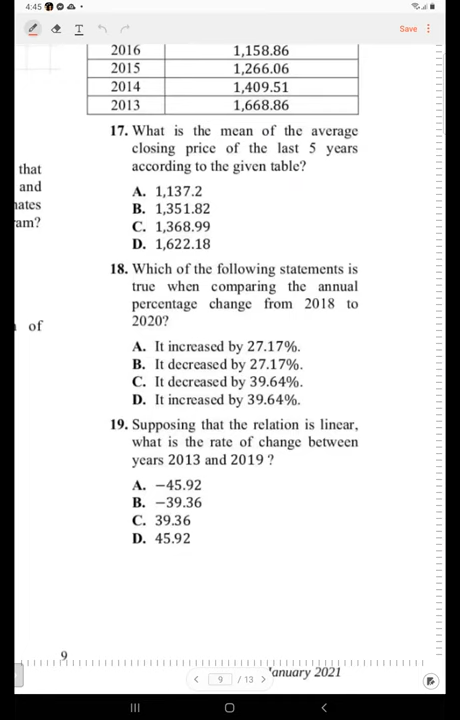 4:45
T
Save
2016 1,158.86
2015 1,266.06
2014 1,409.51
2013 1,668.86
17. What is the mean of the average
closing price of the last 5 years
according to the given table?
A. 1,137.2
B. 1,351.82
C. 1,368.99
D. 1,622.18
18. Which of the following statements is
true when comparing the annual
percentage change from 2018 to
2020?
A. It increased by 27.17%.
B. It decreased by 27.17%.
C. It decreased by 39.64%.
D. It increased by 39.64%.
19. Supposing that the relation is linear,
what is the rate of change between
years 2013 and 2019 ?
A. −45.92
B. −39.36
C. 39.36
D. 45.92
that
and
of
9
9 / 13
anuary 2021